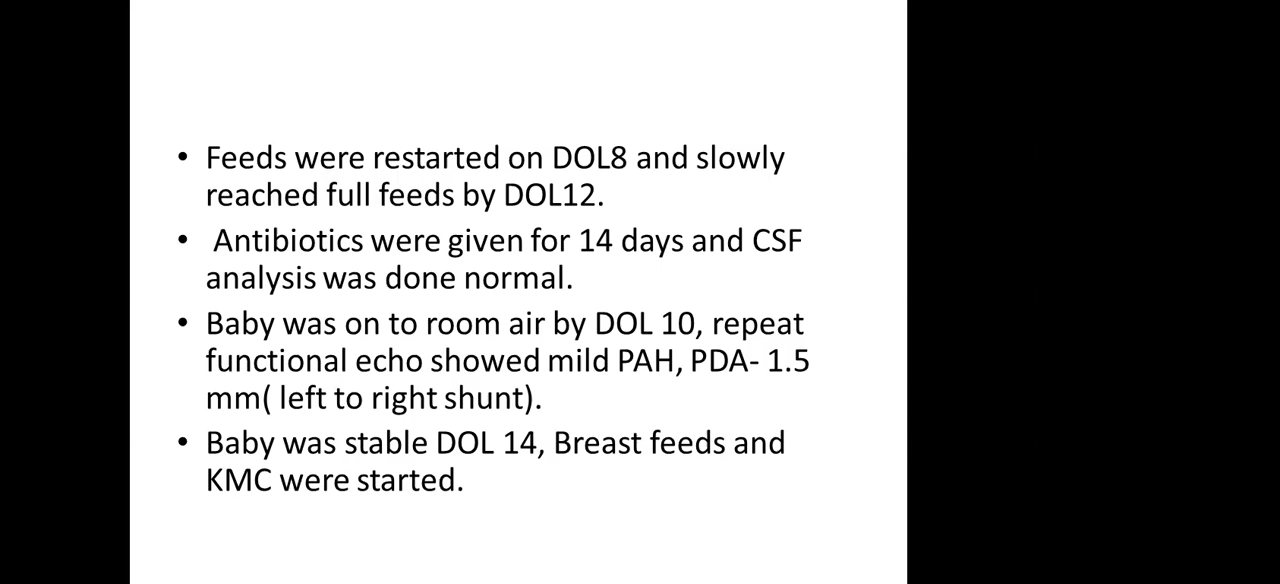 • Feeds were restarted on DOL8 and slowly
reached full feeds by DOL12.
• Antibiotics were given for 14 days and CSF
analysis was done normal.
• Baby was on to room air by DOL 10, repeat
functional echo showed mild PAH, PDA- 1.5
mm( left to right shunt).
• Baby was stable DOL 14, Breast feeds and
KMC were started.